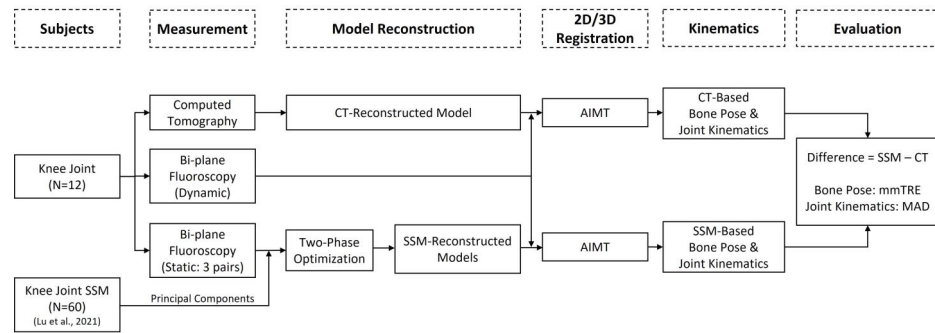 Subjects
Measurement
Model Reconstruction
2D/3D
Registration
Kinematics
Evaluation
Computed
Tomography
CT-Reconstructed Model
AIMT
CT-Based
Bone Pose &
Joint Kinematics
Knee Joint
(N=12)
Bi-plane
Fluoroscopy
(Dynamic)
Difference = SSM – CT
Bone Pose: mmTRE
Joint Kinematics: MAD
Bi-plane
Fluoroscopy
(Static: 3 pairs)
Two-Phase
Optimization
SSM-Reconstructed
Models
AIMT
SSM-Based
Bone Pose &
Joint Kinematics
Knee Joint SSM
(N=60)
(Lu et al., 2021)
Principal Components